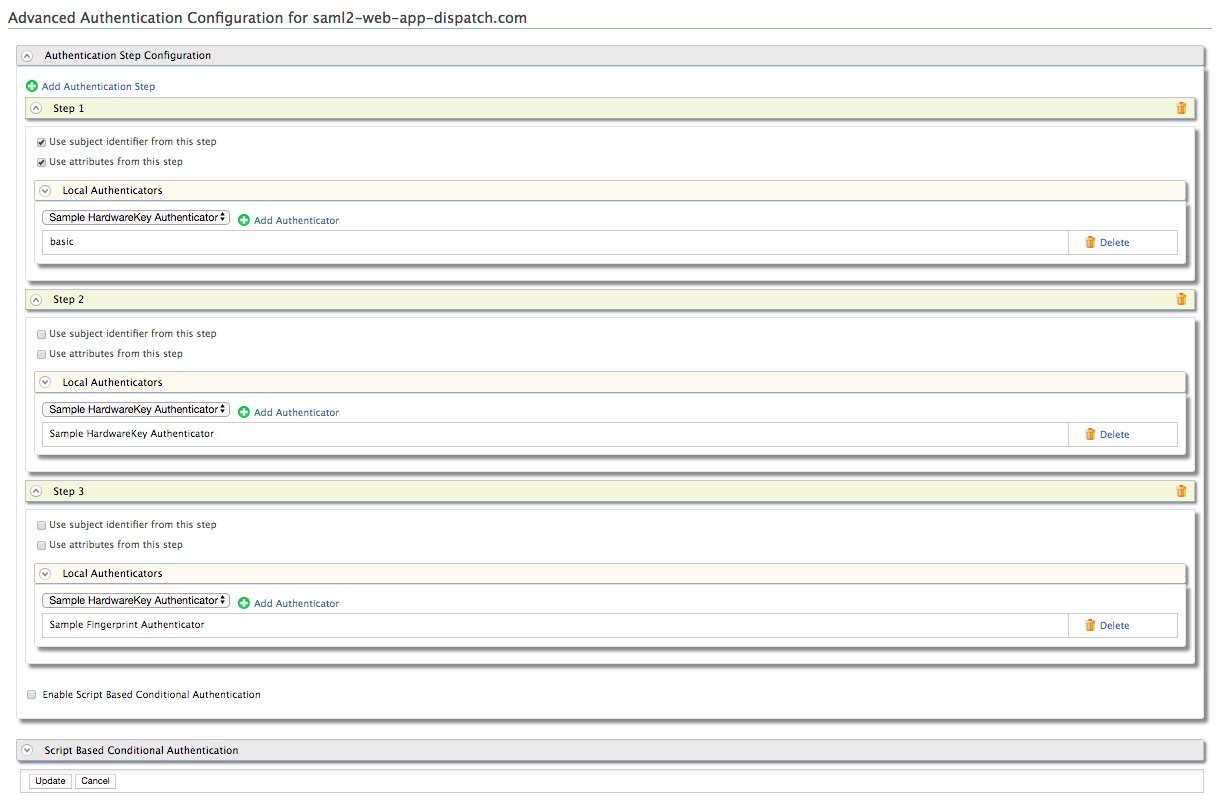 Advanced Authentication Configuration for saml2-web-app-dispatch.com
Authentication Step Configuration
Add Authentication Step
Step 1
Use subject identifier from this step
Use attributes from this step
Local Authenticators
Sample HardwareKey Authenticator Add Authenticator
basic Delete
Step 2
Use subject identifier from this step
Use attributes from this step
Local Authenticators
Sample HardwareKey Authenticator Add Authenticator
Sample HardwareKey Authenticator Delete
Step 3
Use subject identifier from this step
Use attributes from this step
Local Authenticators
Sample HardwareKey Authenticator Add Authenticator
Sample Fingerprint Authenticator Delete
Enable Script Based Conditional Authentication
Script Based Conditional Authentication
Update Cancel